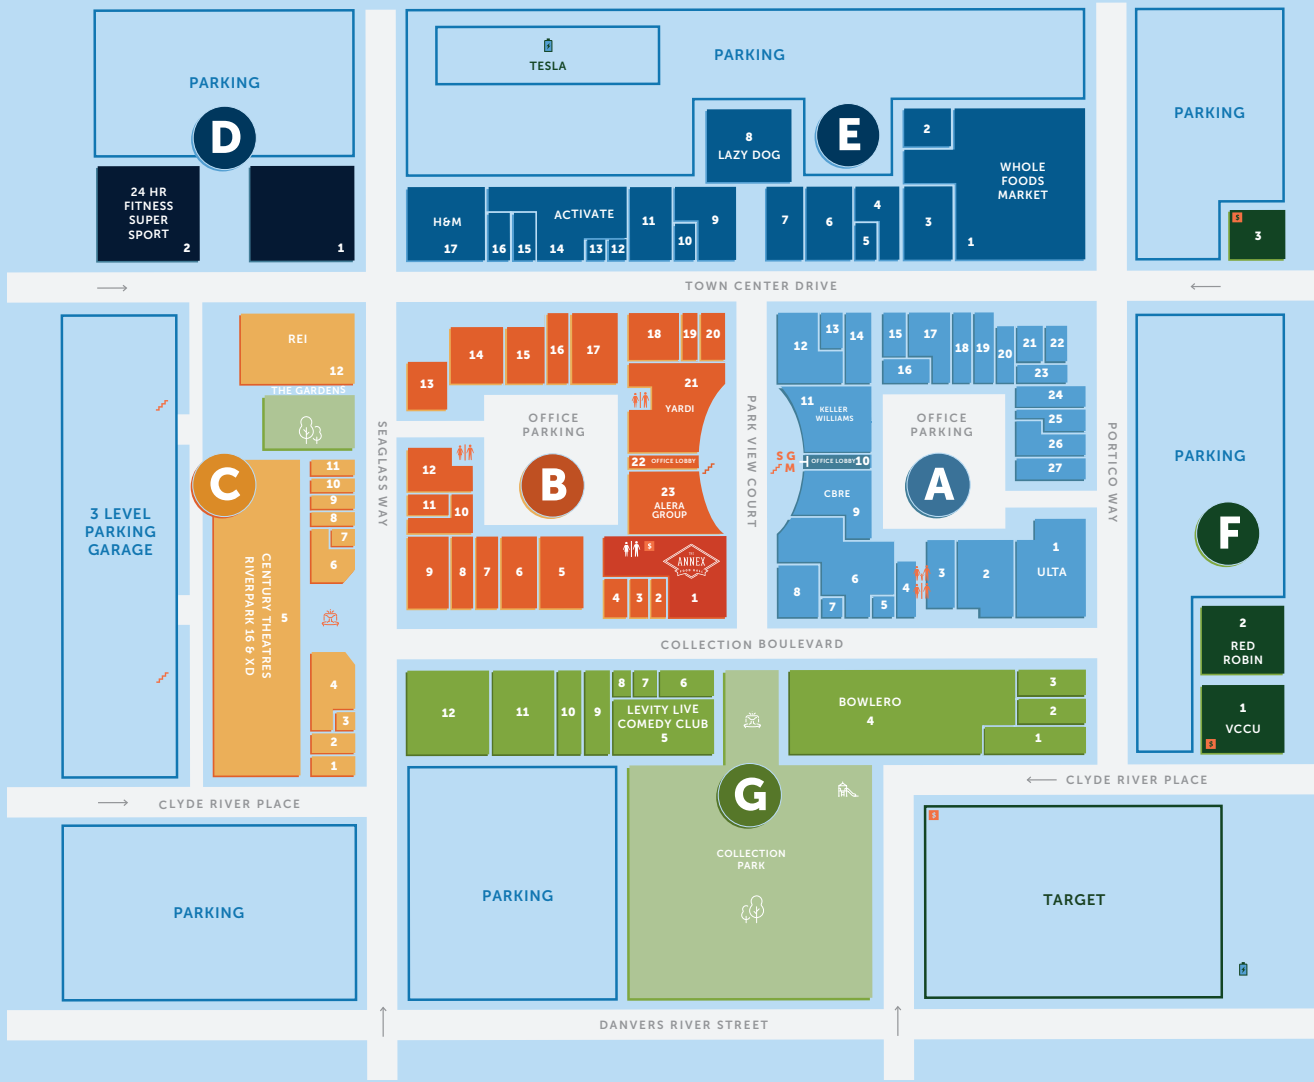 PARKING
D
24 HR
FITNESS
SUPER
SPORT
2
1
TESLA
PARKING
8
LAZY DOG
E
2
WHOLE
FOODS
MARKET
1
H&M
17
16
15
ACTIVATE
14
13
12
11
10
9
7
6
4
5
3
PARKING
$
3
TOWN CENTER DRIVE
REI
12
THE GARDENS
C
3 LEVEL
PARKING
GARAGE
11
10
9
8
7
6
CENTURY THEATRES
RIVERPARK 16 & XD
5
4
3
2
1
SEAGLASS WAY
13
14
15
16
17
18
19
20
21
YARDI
OFFICE
PARKING
B
12
11
10
22 OFFICE LOBBY
23
ALERA
GROUP
9
8
7
6
5
$
THE
ANNEX
FOOD HALL
4
3
2
1
PARK VIEW COURT
S G
M
12
13
14
15
17
16
18
19
20
21
22
23
24
25
26
27
11
KELLER
WILLIAMS
OFFICE LOBBY 10
CBRE
9
OFFICE
PARKING
A
8
7
6
5
4
3
2
1
ULTA
PORTICO WAY
PARKING
F
2
RED
ROBIN
1
VCCU
$
COLLECTION BOULEVARD
12
11
10
9
8
7
6
LEVITY LIVE
COMEDY CLUB
5
BOWLERO
4
3
2
1
G
COLLECTION
PARK
CLYDE RIVER PLACE
CLYDE RIVER PLACE
PARKING
PARKING
$
TARGET
DANVERS RIVER STREET